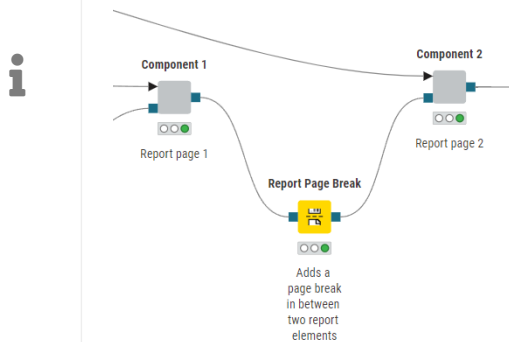 Component 2
Component 1
Report page 1
Report page 2
Report Page Break
Adds a
page break
in between
two report
elements